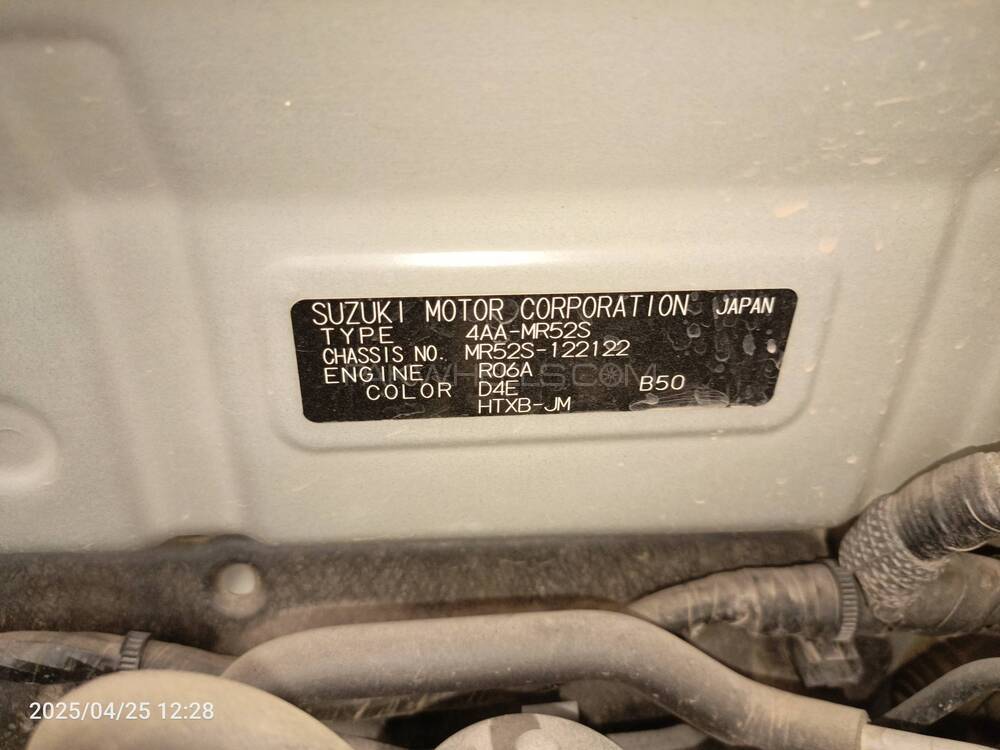 SUZUKI MOTOR CORPORATION JAPAN
TYPE 4AA-MR52S
CHASSIS NO. MR52S-122122
ENGINE R06A
COLOR D4E B50
HTXB-JM
2025/04/25 12:28